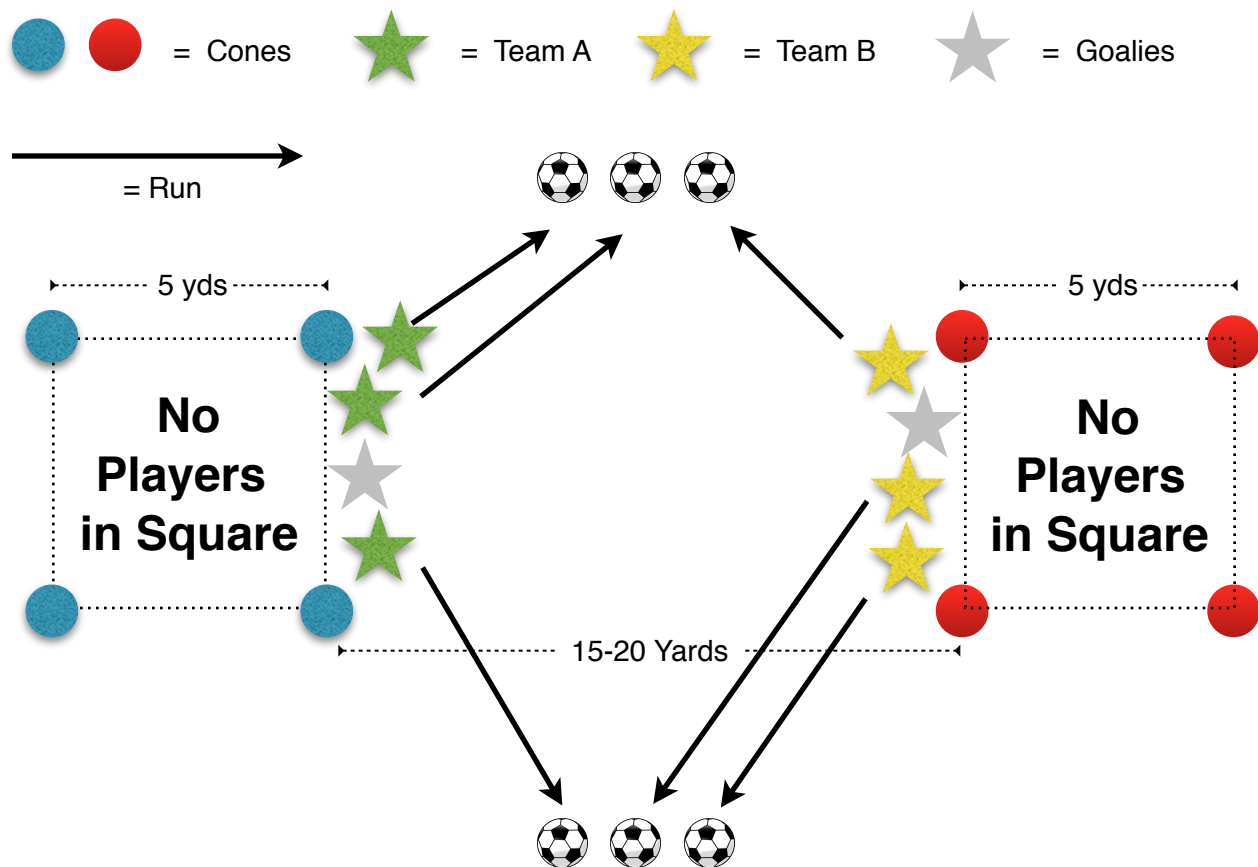 = Cones
= Team A
= Team B
= Goalies
= Run
5 yds
5 yds
No
Players
in Square
No
Players
in Square
15-20 Yards